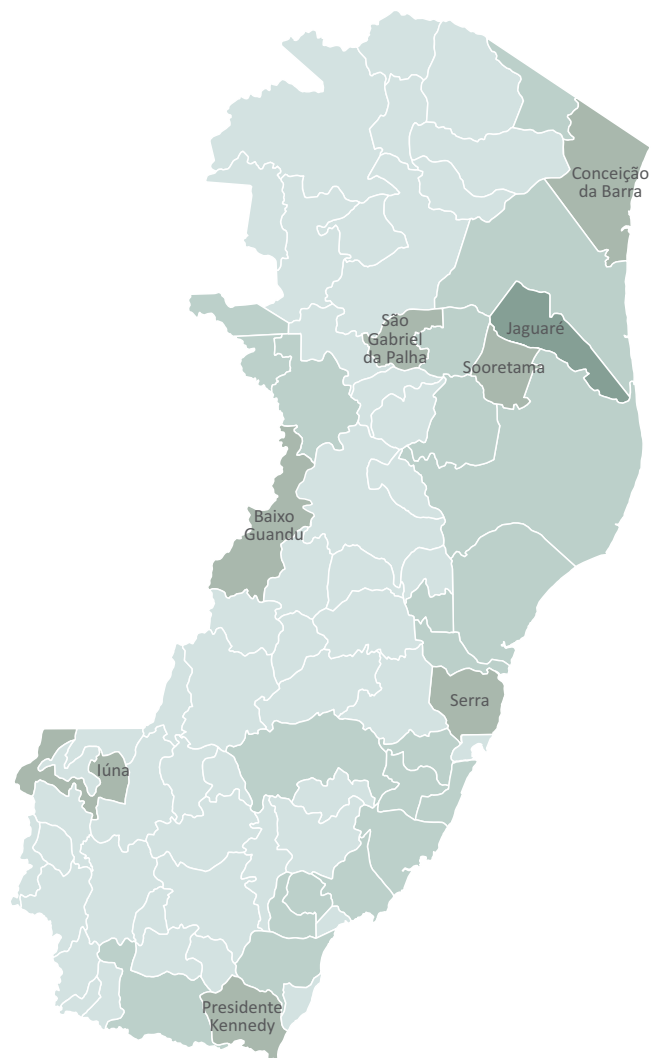 Conceição
da Barra
São
Gabriel
da Palha
Jaguaré
Sooretama
Baixo
Guandu
Serra
Iúna
Presidente
Kennedy